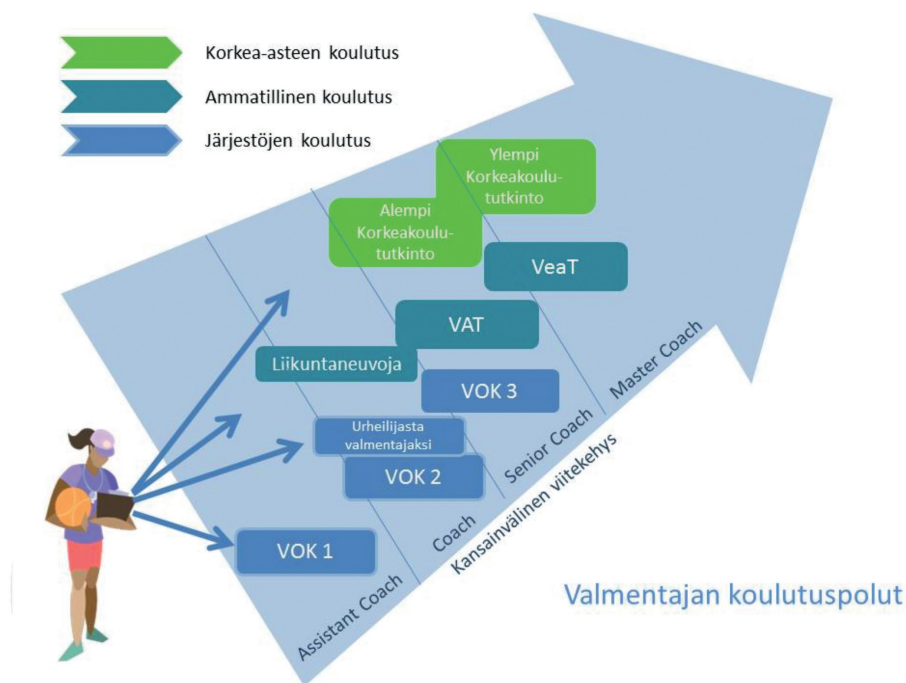 Korkea-asteen koulutus
Ammatillinen koulutus
Järjestöjen koulutus
Ylempi
Korkeakoulu-
tutkinto
Alempi
Korkeakoulu-
tutkinto
VeaT
VAT
Liikuntaneuvoja
VOK 3
Urheilijasta
valmentajaksi
VOK 2
VOK 1
Assistant Coach
Coach
Senior Coach
Master Coach
Kansainvälinen viitekehys
Valmentajan koulutuspolut